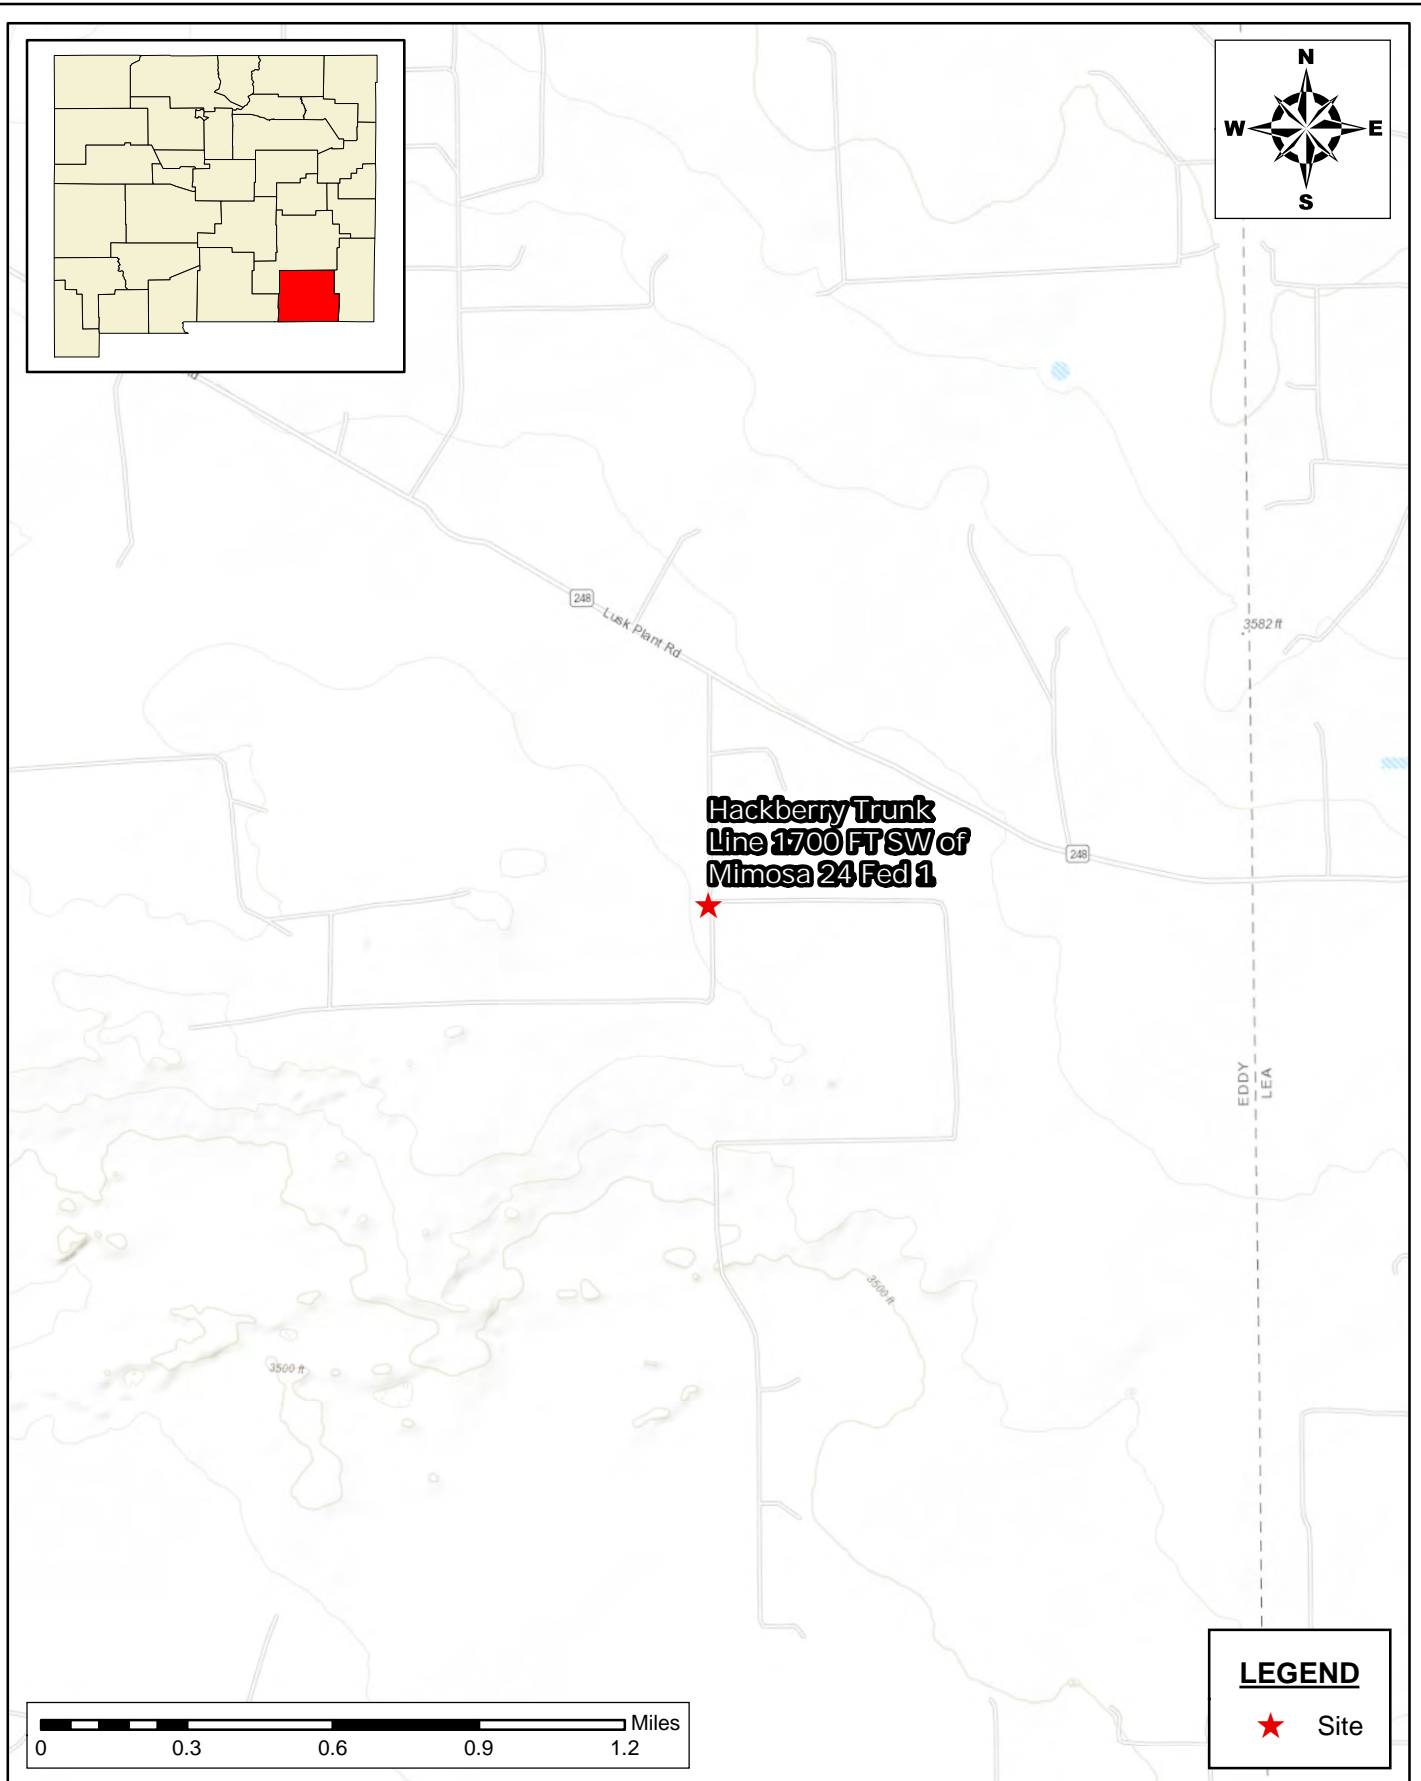 N
W
E
S
248
Lusk Plant Rd
3582 ft
Hackberry Trunk
Line 1700 FT SW of
Mimosa 24 Fed 1
248
EDDY
LEA
3500 ft
3500 ft
LEGEND
Site
Miles
0 0.3 0.6 0.9 1.2